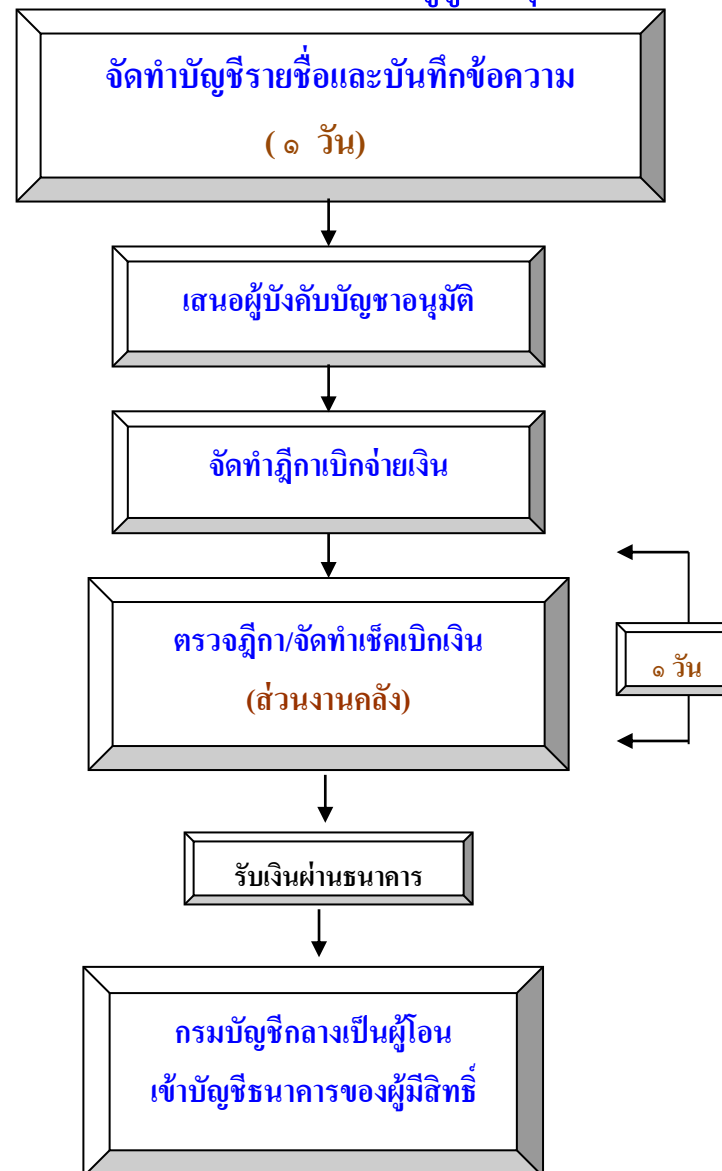 จัดทำบัญชีรายชื่อและบันทึกข้อความ
( ๑ วัน)
เสนอผู้บังคับบัญชาอนุมัติ
จัดทำฎีกาเบิกจ่ายเงิน
ตรวจฎีกา/จัดทำเช็คเบิกเงิน
(ส่วนงานคลัง)
๑ วัน
รับเงินผ่านธนาคาร
กรมบัญชีกลางเป็นผู้โอน
เข้าบัญชีธนาคารของผู้มีสิทธิ์